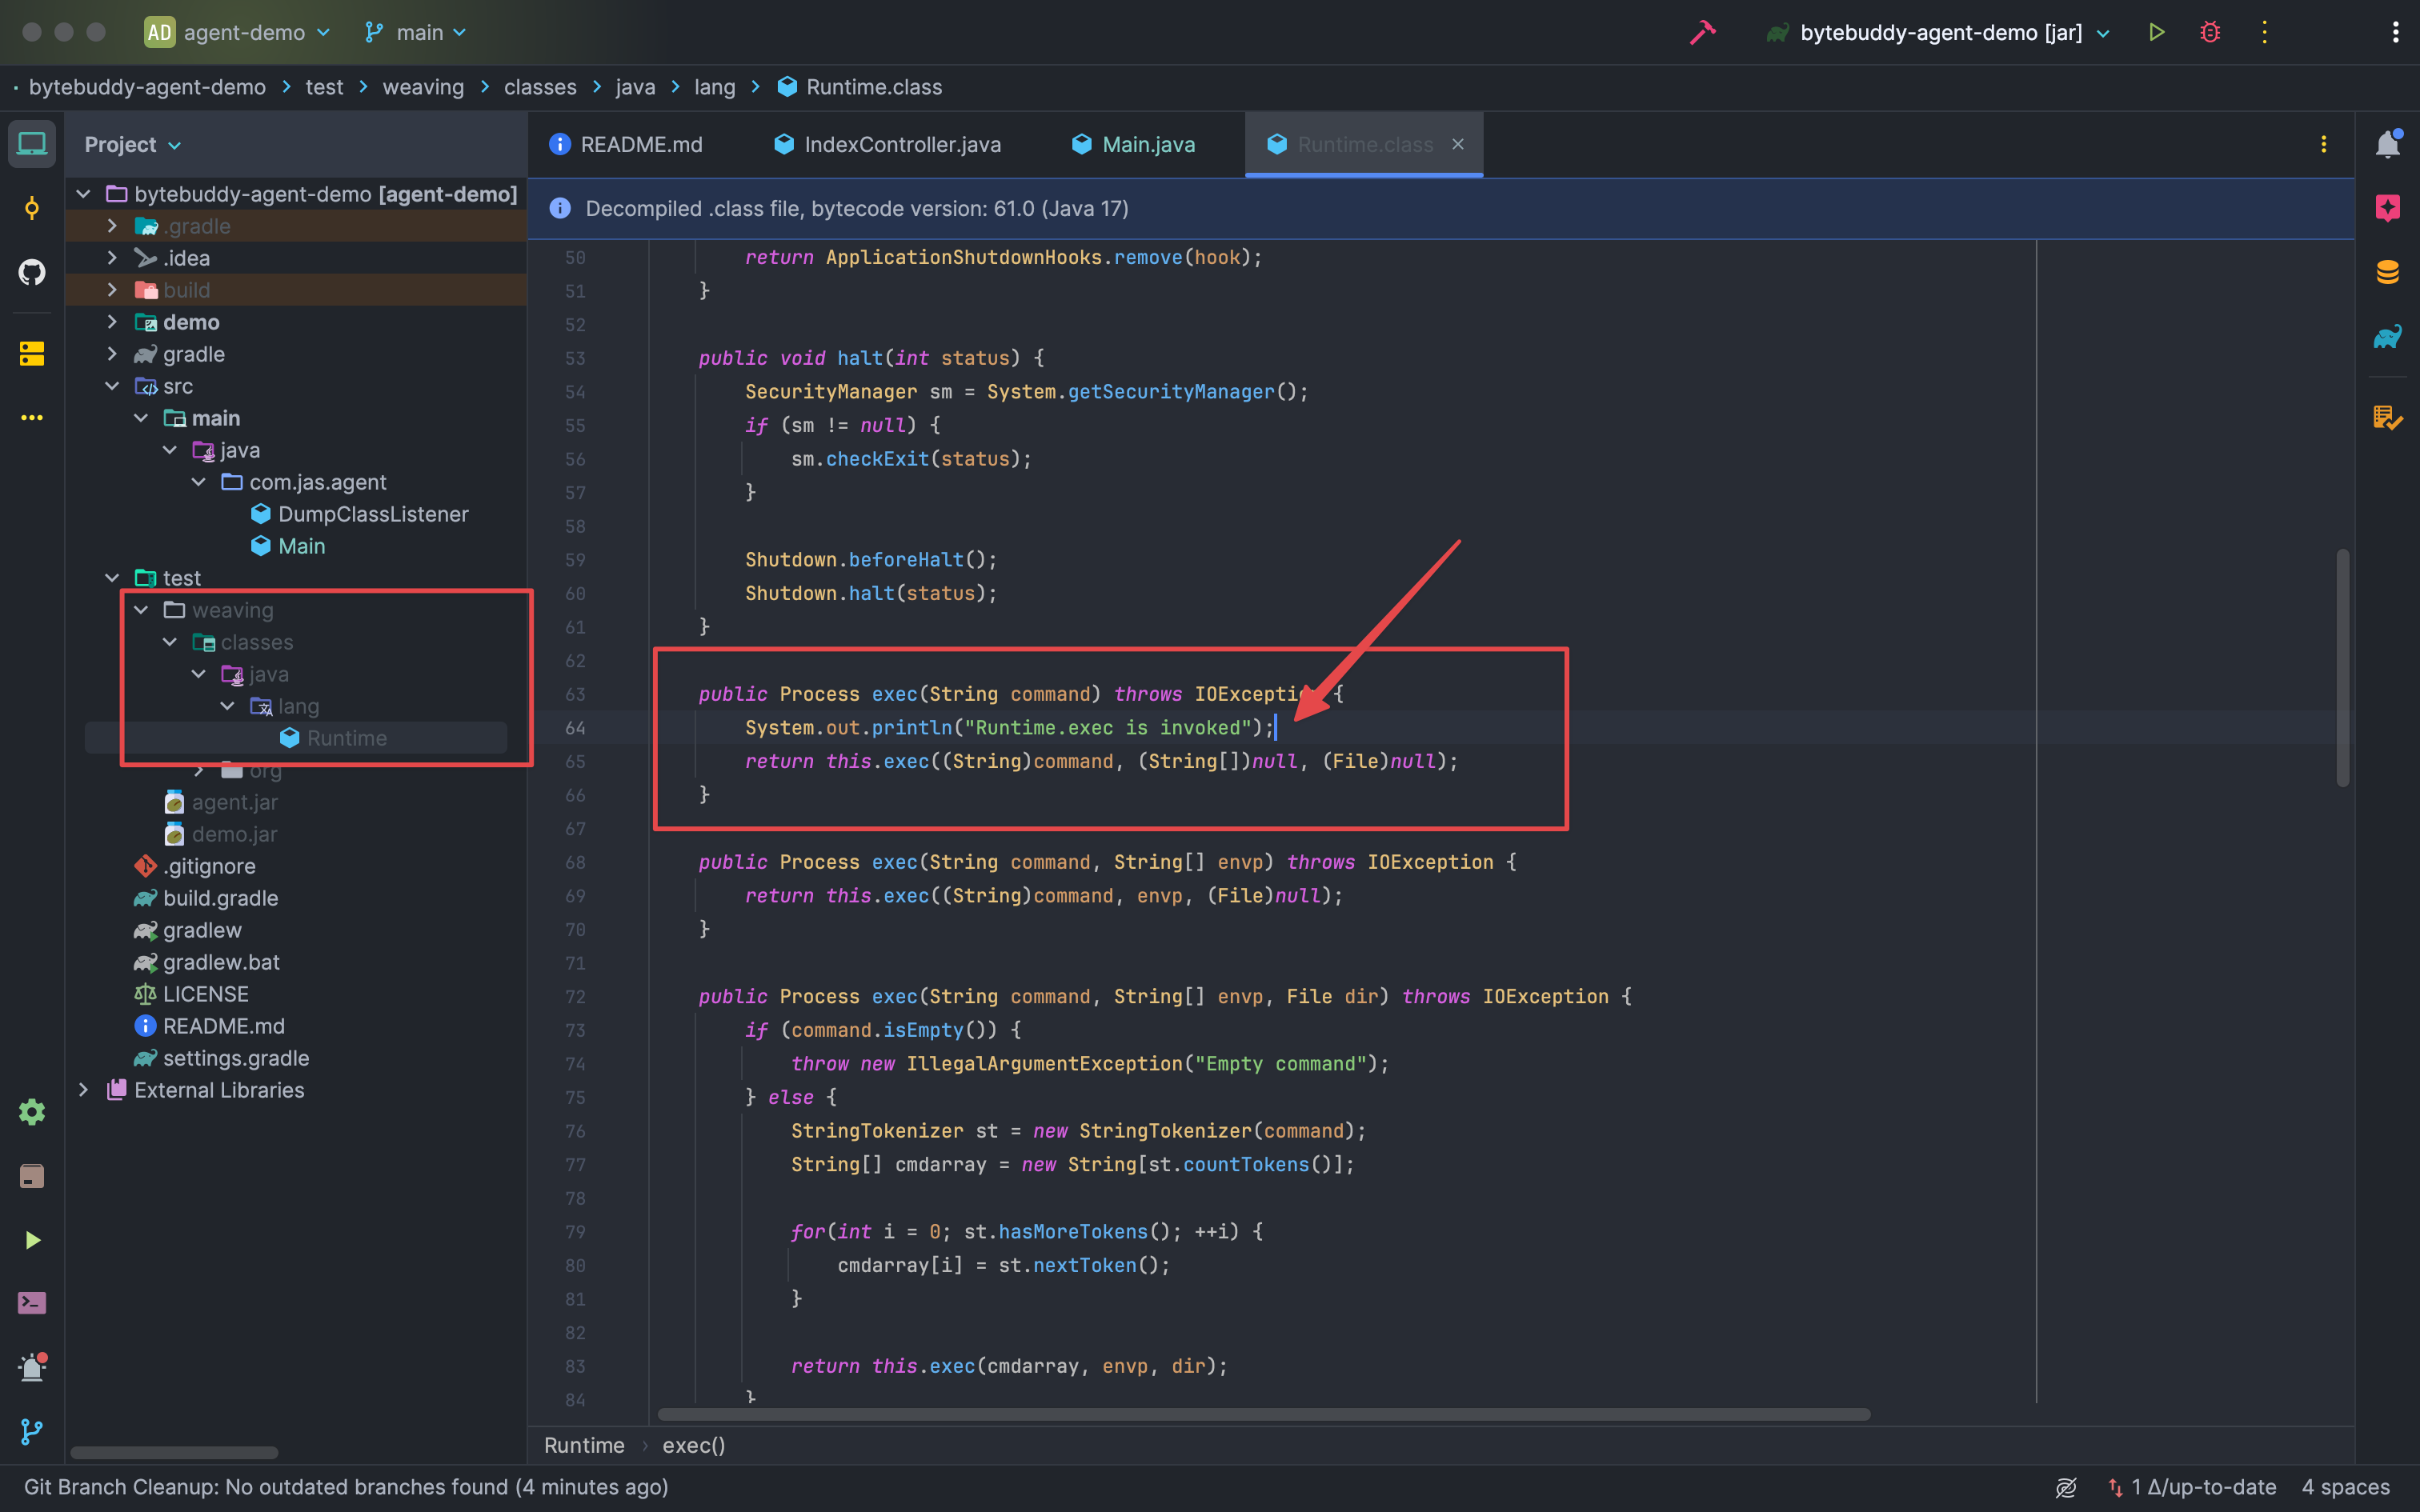 AD agent-demo main bytebuddy-agent-demo [jar]
bytebuddy-agent-demo test weaving classes java lang Runtime.class
Project
README.md IndexController.java Main.java Runtime.class
Decompiled .class file, bytecode version: 61.0 (Java 17)
bytebuddy-agent-demo [agent-demo]
.gradle
.idea
build
demo
gradle
src
main
java
com.jas.agent
DumpClassListener
Main
test
weaving
classes
java
lang
Runtime
org
agent.jar
demo.jar
.gitignore
build.gradle
gradlew
gradlew.bat
LICENSE
README.md
settings.gradle
External Libraries
50 return ApplicationShutdownHooks.remove(hook);
51 }
52
53 public void halt(int status) {
54 SecurityManager sm = System.getSecurityManager();
55 if (sm != null) {
56 sm.checkExit(status);
57 }
58
59 Shutdown.beforeHalt();
60 Shutdown.halt(status);
61 }
62
63 public Process exec(String command) throws IOException {
64 System.out.println("Runtime.exec is invoked");
65 return this.exec((String)command, (String[])null, (File)null);
66 }
67
68 public Process exec(String command, String[] envp) throws IOException {
69 return this.exec((String)command, envp, (File)null);
70 }
71
72 public Process exec(String command, String[] envp, File dir) throws IOException {
73 if (command.isEmpty()) {
74 throw new IllegalArgumentException("Empty command");
75 } else {
76 StringTokenizer st = new StringTokenizer(command);
77 String[] cmdarray = new String[st.countTokens()];
78
79 for(int i = 0; st.hasMoreTokens(); ++i) {
80 cmdarray[i] = st.nextToken();
81 }
82
83 return this.exec(cmdarray, envp, dir);
84 }
Runtime exec()
Git Branch Cleanup: No outdated branches found (4 minutes ago) 1 Δ/up-to-date 4 spaces